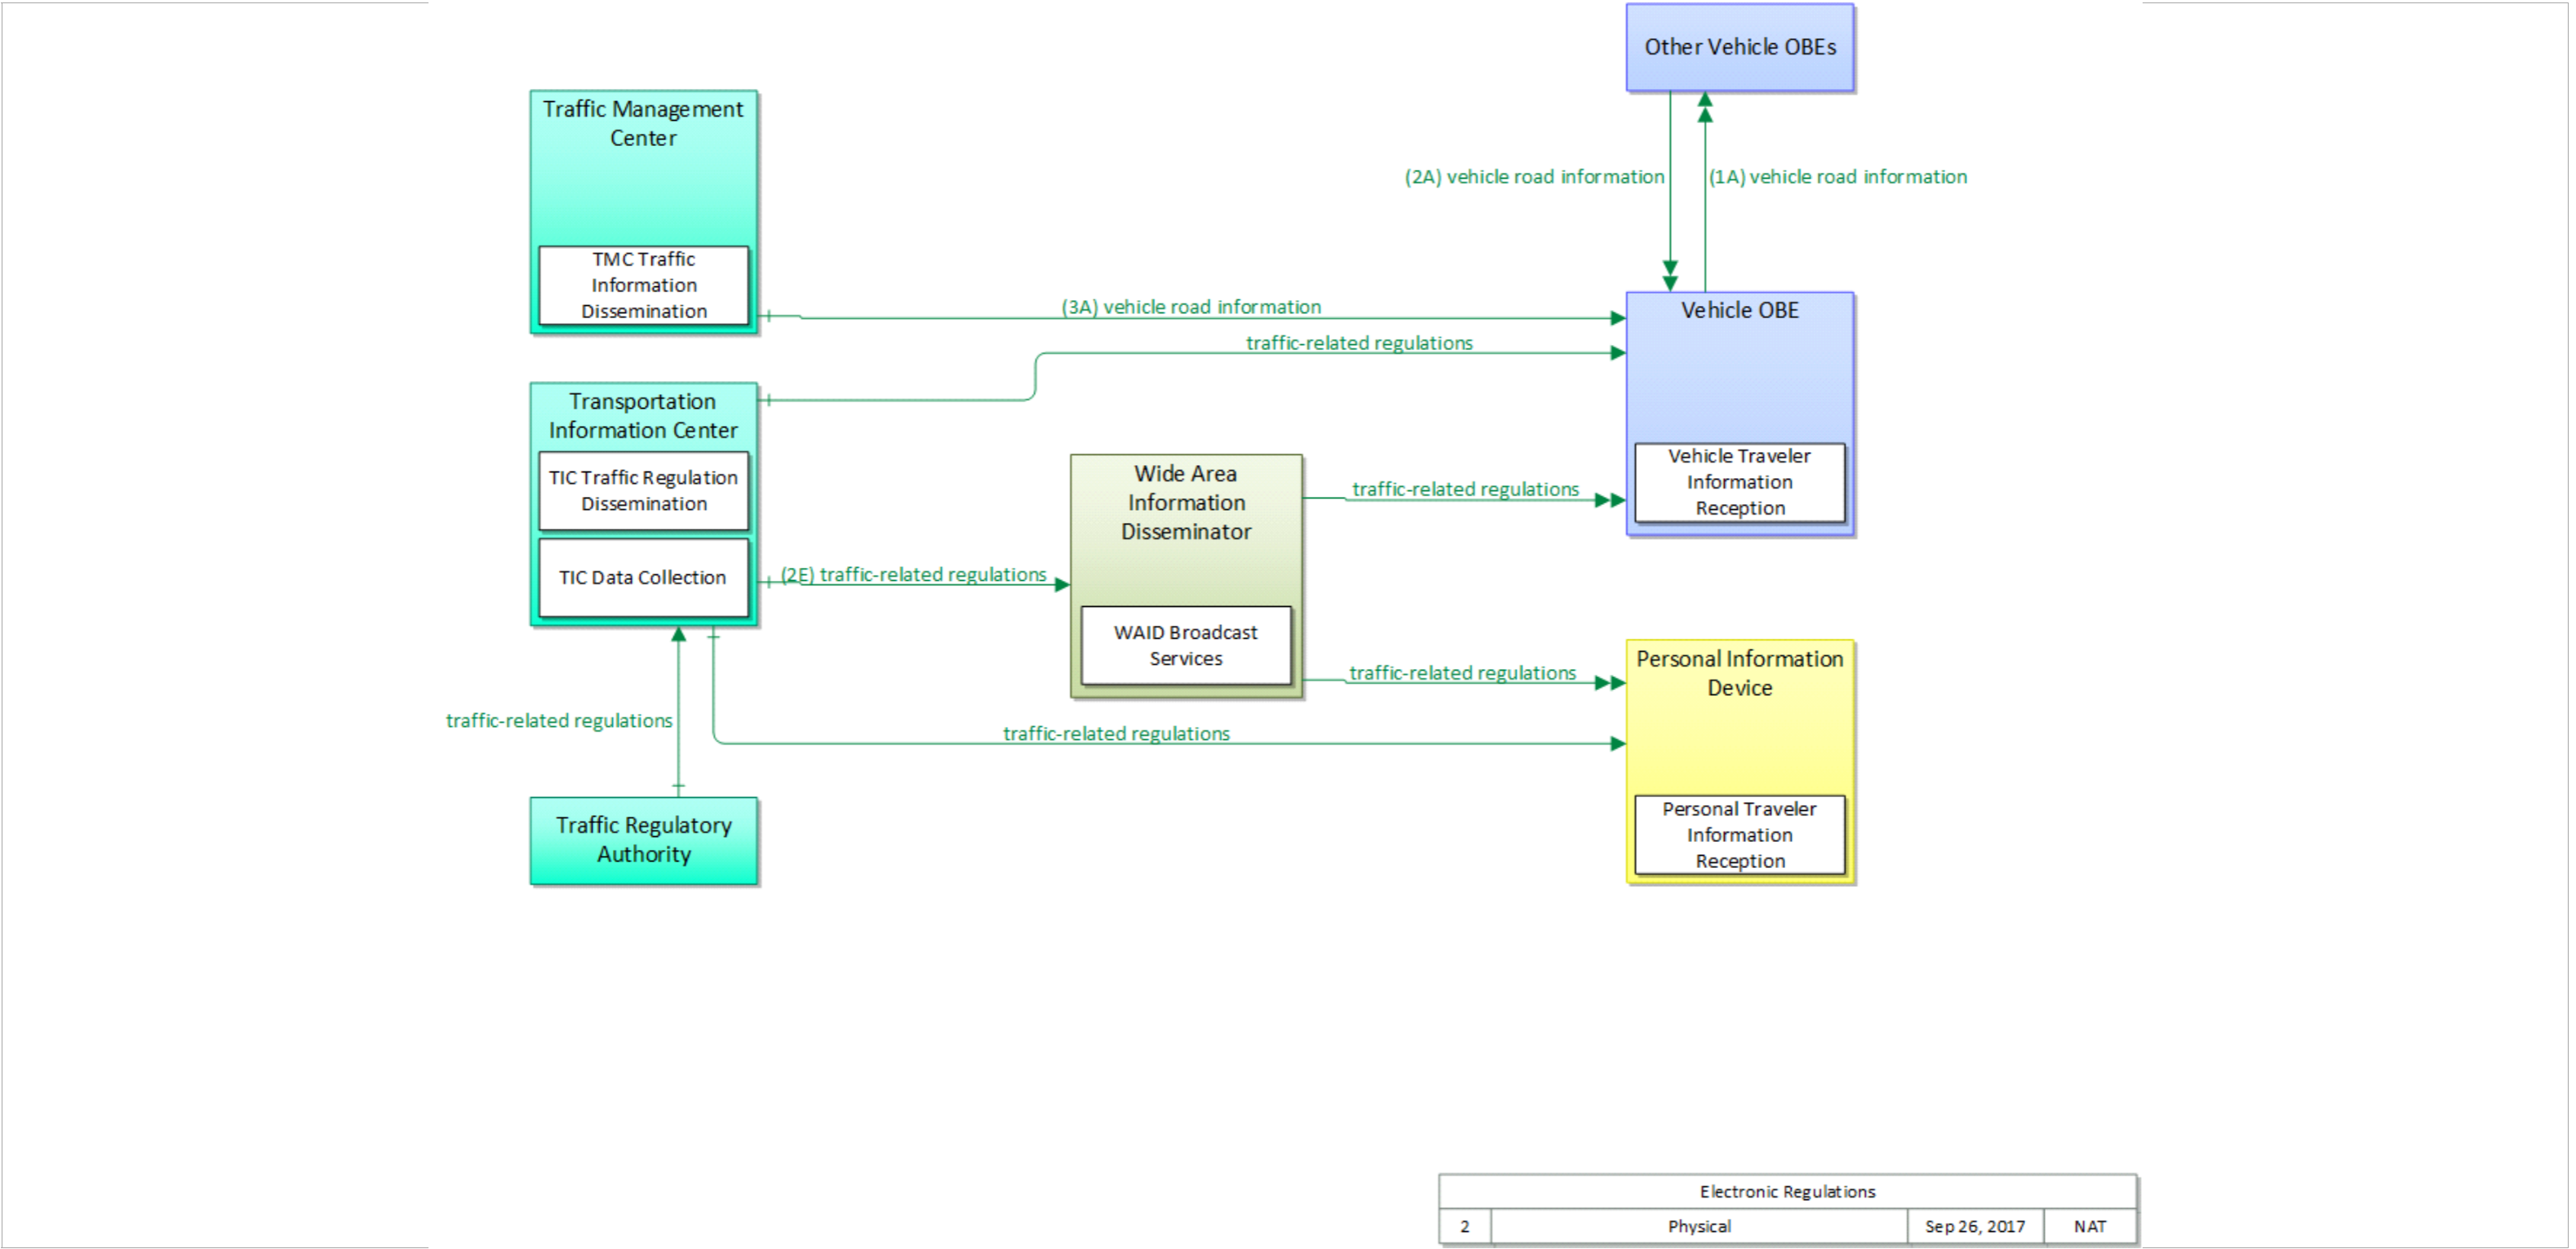 Other Vehicle OBEs
Traffic Management
Center
(2A) vehicle road information
(1A) vehicle road information
TMC Traffic
Information
Dissemination
(3A) vehicle road information
Vehicle OBE
traffic-related regulations
Transportation
Information Center
TIC Traffic Regulation
Dissemination
Wide Area
Information
Disseminator
traffic-related regulations
Vehicle Traveler
Information
Reception
TIC Data Collection
(2E) traffic-related regulations
WAID Broadcast
Services
traffic-related regulations
Personal Information
Device
traffic-related regulations
traffic-related regulations
Traffic Regulatory
Authority
Personal Traveler
Information
Reception
Electronic Regulations
2
Physical
Sep 26, 2017
NAT